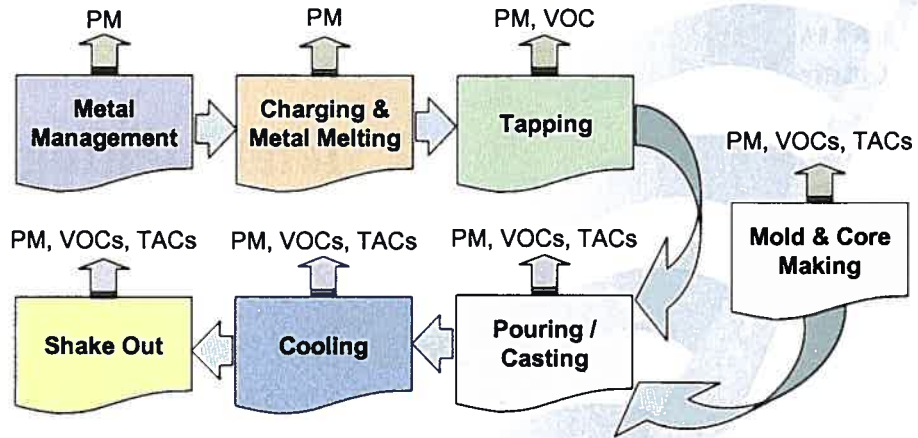 PM
PM
PM, VOC
Metal
Management
Charging &
Metal Melting
Tapping
PM, VOCs, TACs
Mold & Core
Making
PM, VOCs, TACs
PM, VOCs, TACs
PM, VOCs, TACs
Shake Out
Cooling
Pouring /
Casting